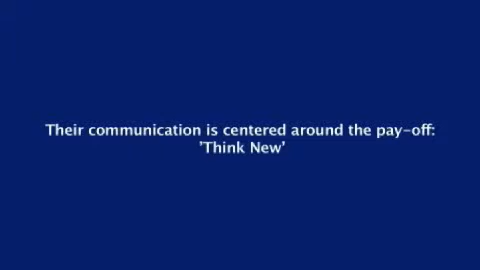 Their communication is centered around the pay-off:
'Think New'